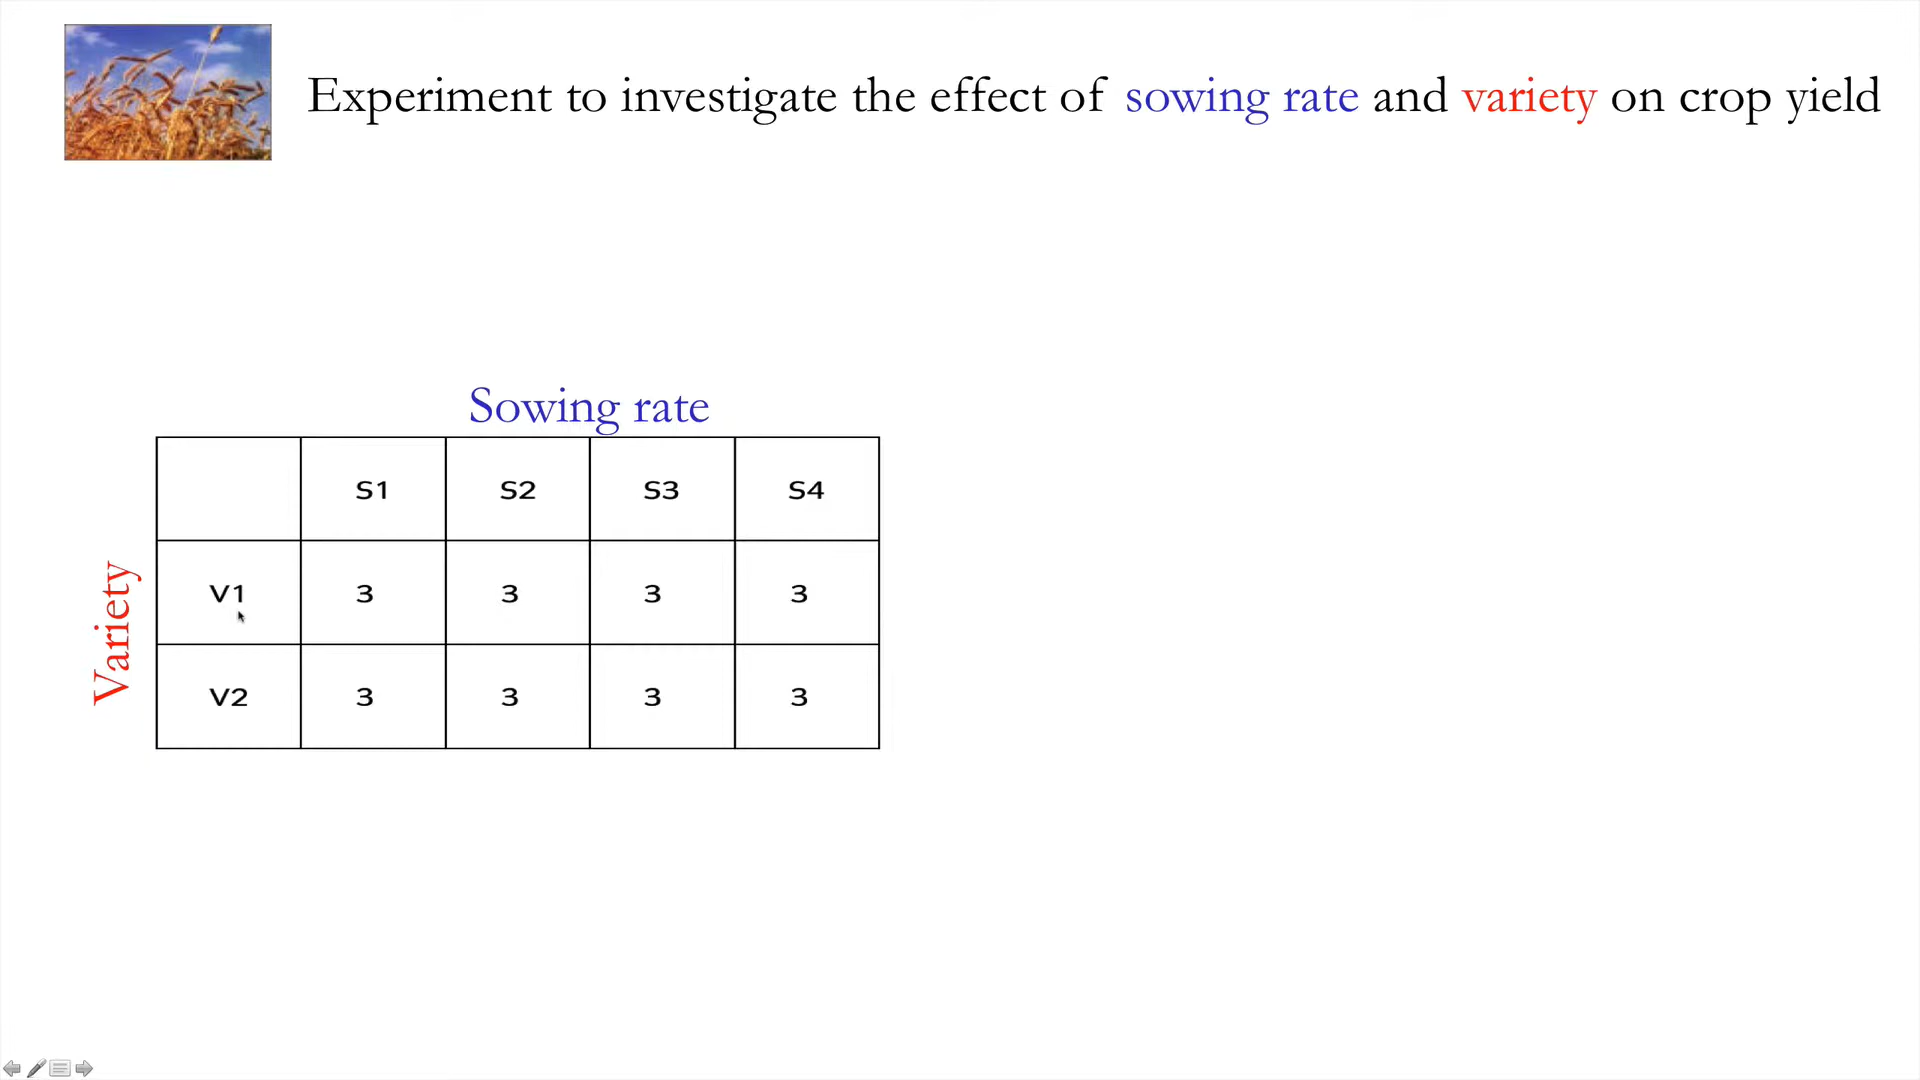 Experiment to investigate the effect of sowing rate and variety on crop yield
Sowing rate
S1 S2 S3 S4
Variety
V1 3 3 3 3
V2 3 3 3 3